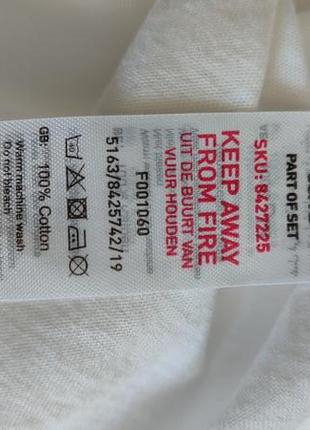 PART OF SET
SKU: 8427225
KEEP AWAY
FROM FIRE
UIT DE BUURT VAN
VUUR HOUDEN
F001060
5163/8425742/19
GB: 100% Cotton
Warm machine wash
Do not bleach